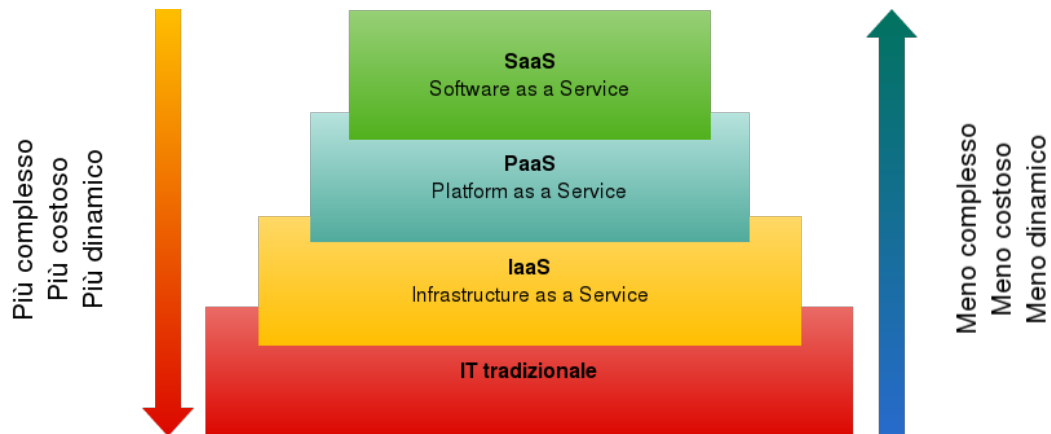 SaaS
Software as a Service
PaaS
Platform as a Service
IaaS
Infrastructure as a Service
IT tradizionale
Più complesso
Più costoso
Più dinamico
Meno complesso
Meno costoso
Meno dinamico